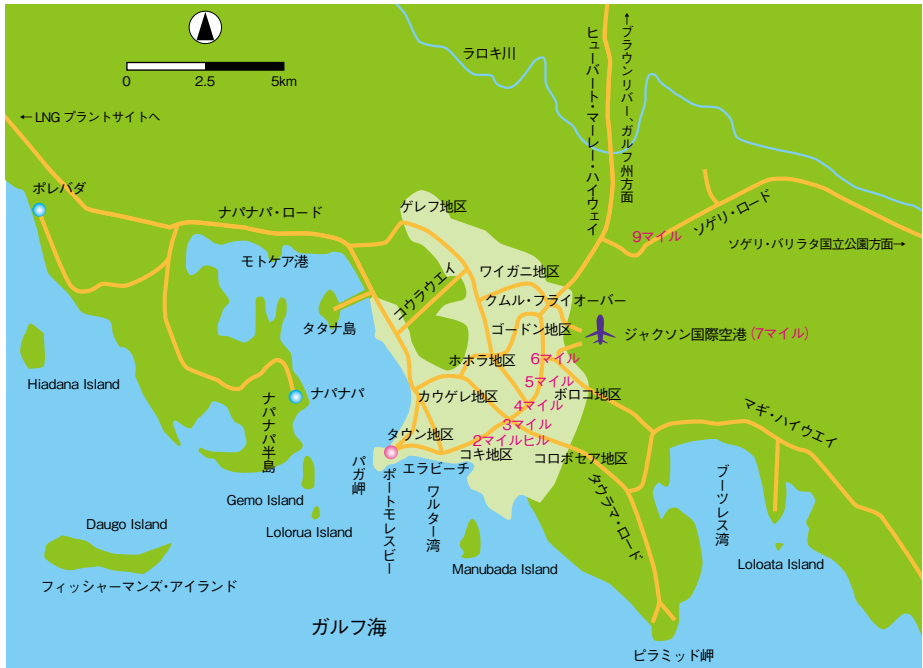 0 2.5 5km
←LNG プラントサイトへ
ラロキ川
ヒューバート・マーレー・ハイウェイ
←ブラウンリバー、ガルフ州方面
ポレバダ
ナパナパ・ロード
ゲレフ地区
9マイル
ソゲリ・ロード
ソゲリ・バリラタ国立公園方面→
モトケア港
コウラウエイ
ワイガニ地区
クムル・フライオーバー
タタナ島
ゴードン地区
ジャクソン国際空港 (7マイル)
ホホラ地区
6マイル
Hiadana Island
5マイル
ナパナパ
カウゲレ地区
ボロコ地区
4マイル
マギ・ハイウエイ
ナパナパ半島
3マイル
タウン地区
2マイルヒル
コキ地区
コロボセア地区
パガ岬
ポートモレスビー
エラビーチ
ワルター湾
タウラマ・ロード
ブーツレス湾
Gemo Island
Lolorua Island
Daugo Island
フィッシャーマンズ・アイランド
Manubada Island
Loloata Island
ガルフ海
ピラミッド岬